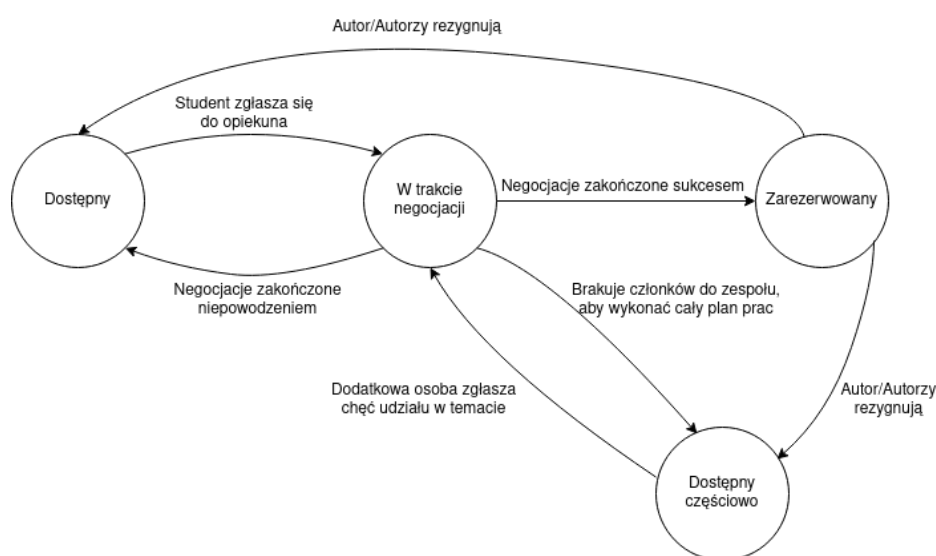 Autor/Autorzy rezygnują
Student zgłasza się
do opiekuna
Dostępny
W trakcie
negocjacji
Negocjacje zakończone sukcesem
Zarezerwowany
Negocjacje zakończone
niepowodzeniem
Brakuje członków do zespołu,
aby wykonać cały plan prac
Dodatkowa osoba zgłasza
chęć udziału w temacie
Autor/Autorzy
rezygnują
Dostępny
częściowo